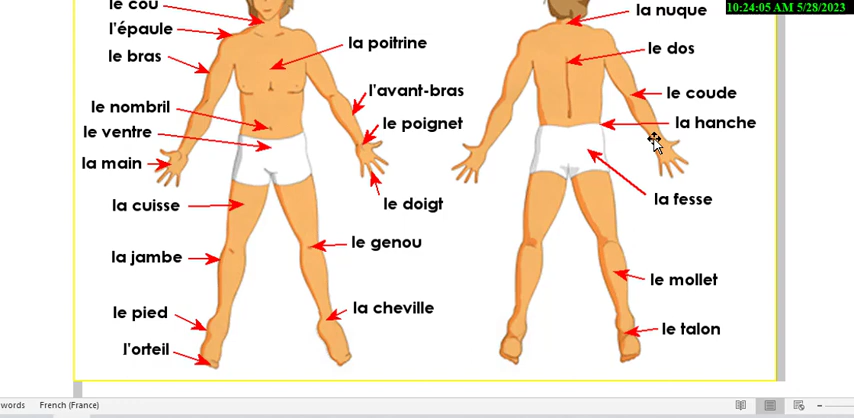 10:24:05 AM 5/28/2023
le cou
l'épaule
le bras
le nombril
le ventre
la main
la cuisse
la jambe
le pied
l'orteil
la poitrine
l'avant-bras
le poignet
le doigt
le genou
la cheville
la nuque
le dos
le coude
la hanche
la fesse
le mollet
le talon
words French (France)